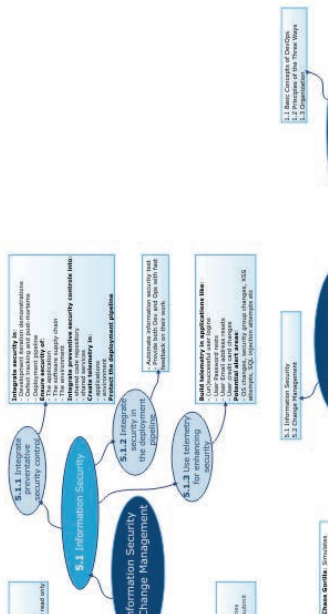 1.1 Basic Concepts of DevOps
1.2 Principles of the Three Ways
1.3 Organization
Integrate security in:
- Development iteration demonstrations
- Defect tracking and post-mortems
- Deployment pipeline
Ensure security of:
- The application
- The software supply chain
- The environment
Integrate preventive security controls into:
- shared code repository
- shared services
Create telemetry in:
- applications
- environment
Protect the deployment pipeline
5.1.1 Integrate
preventative
security control
5.1 Information Security
5.1.2 Integrate
security in
the deployment
pipeline
- Automate information security test
- Provide both Dev and Ops with fast
feedback on their work
5.1.3 Use telemetry
for enhancing
security
Build telemetry in applications like:
- (un)successful user logins
- User Password resets
- User Email address resets
- User credit card changes
Potential alert areas:
- OS changes, security group changes, XSS
attempts, SQL injection attempts etc
5.1 Information Security
5.2 Change Management
Information Security
Change Management
read only
submit
Gorilla: Simulates